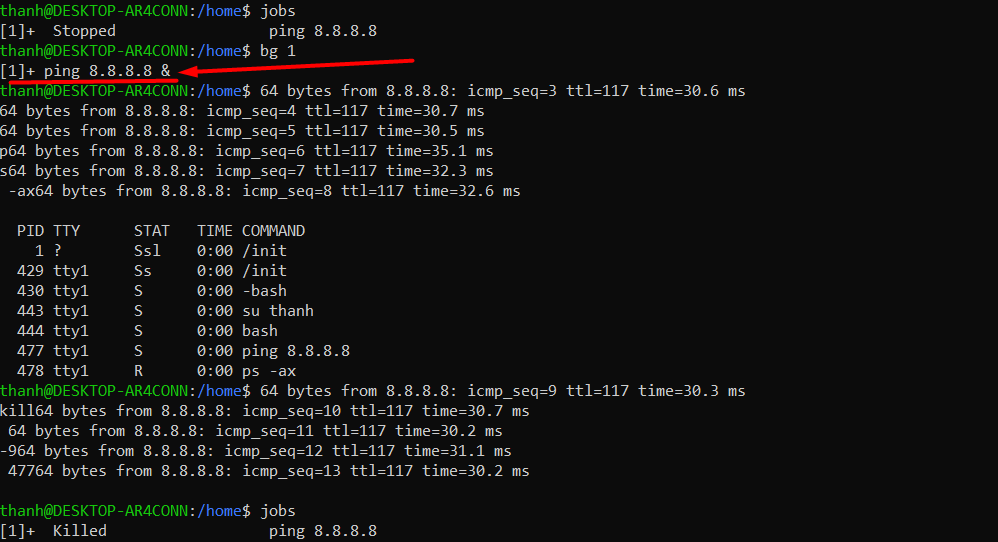 thanh@DESKTOP-AR4CONN:/home$ jobs
[1]+  Stopped                 ping 8.8.8.8
thanh@DESKTOP-AR4CONN:/home$ bg 1
[1]+ ping 8.8.8.8 &
thanh@DESKTOP-AR4CONN:/home$ 64 bytes from 8.8.8.8: icmp_seq=3 ttl=117 time=30.6 ms
64 bytes from 8.8.8.8: icmp_seq=4 ttl=117 time=30.7 ms
64 bytes from 8.8.8.8: icmp_seq=5 ttl=117 time=30.5 ms
p64 bytes from 8.8.8.8: icmp_seq=6 ttl=117 time=35.1 ms
s64 bytes from 8.8.8.8: icmp_seq=7 ttl=117 time=32.3 ms
 -ax64 bytes from 8.8.8.8: icmp_seq=8 ttl=117 time=32.6 ms
  PID TTY      STAT   TIME COMMAND
    1 ?        Ssl    0:00 /init
  429 tty1     Ss     0:00 /init
  430 tty1     S      0:00 -bash
  443 tty1     S      0:00 su thanh
  444 tty1     S      0:00 bash
  477 tty1     S      0:00 ping 8.8.8.8
  478 tty1     R      0:00 ps -ax
thanh@DESKTOP-AR4CONN:/home$ 64 bytes from 8.8.8.8: icmp_seq=9 ttl=117 time=30.3 ms
kill64 bytes from 8.8.8.8: icmp_seq=10 ttl=117 time=30.7 ms
 64 bytes from 8.8.8.8: icmp_seq=11 ttl=117 time=30.2 ms
-964 bytes from 8.8.8.8: icmp_seq=12 ttl=117 time=31.1 ms
 47764 bytes from 8.8.8.8: icmp_seq=13 ttl=117 time=30.2 ms
thanh@DESKTOP-AR4CONN:/home$ jobs
[1]+  Killed                  ping 8.8.8.8